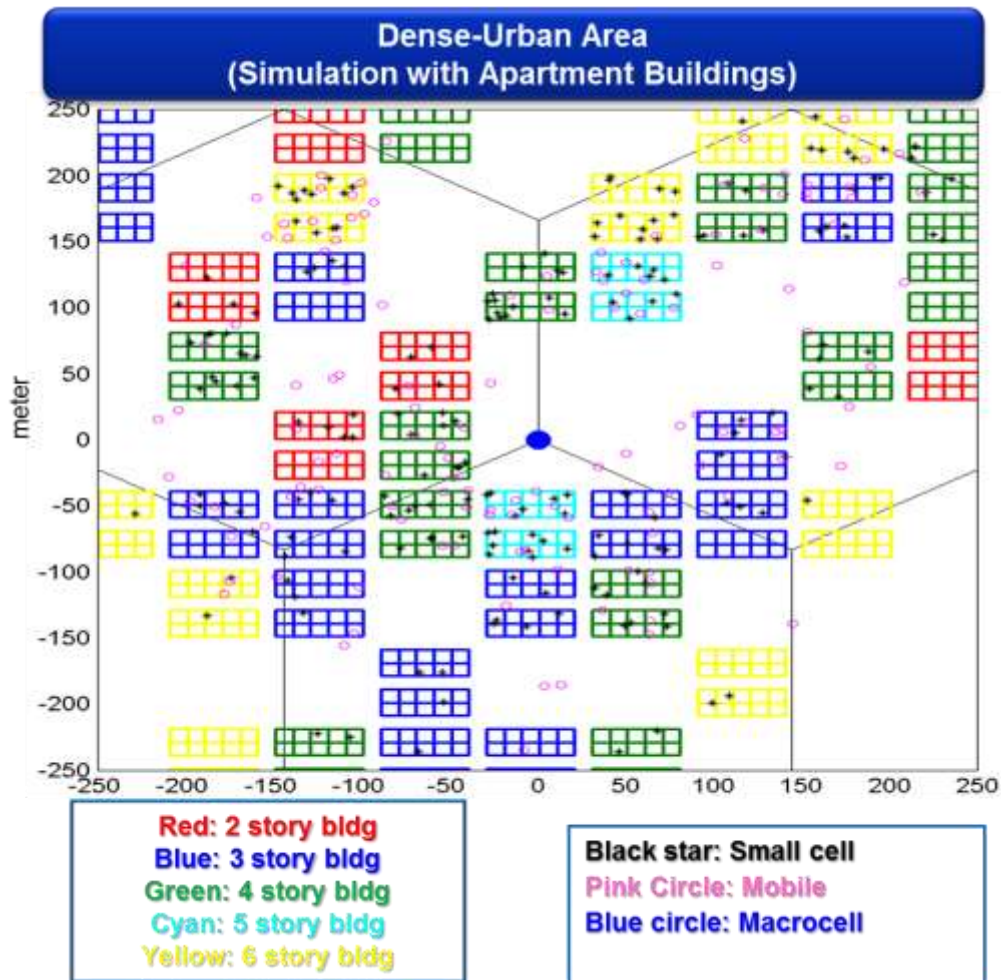 Dense-Urban Area
(Simulation with Apartment Buildings)
250
200
150
100
50
0
-50
-100
-150
-200
-250
meter
-250 -200 -150 -100 -50 0 50 100 150 200 250
Red: 2 story bldg
Blue: 3 story bldg
Green: 4 story bldg
Cyan: 5 story bldg
Yellow: 6 story bldg
Black star: Small cell
Pink Circle: Mobile
Blue circle: Macrocell